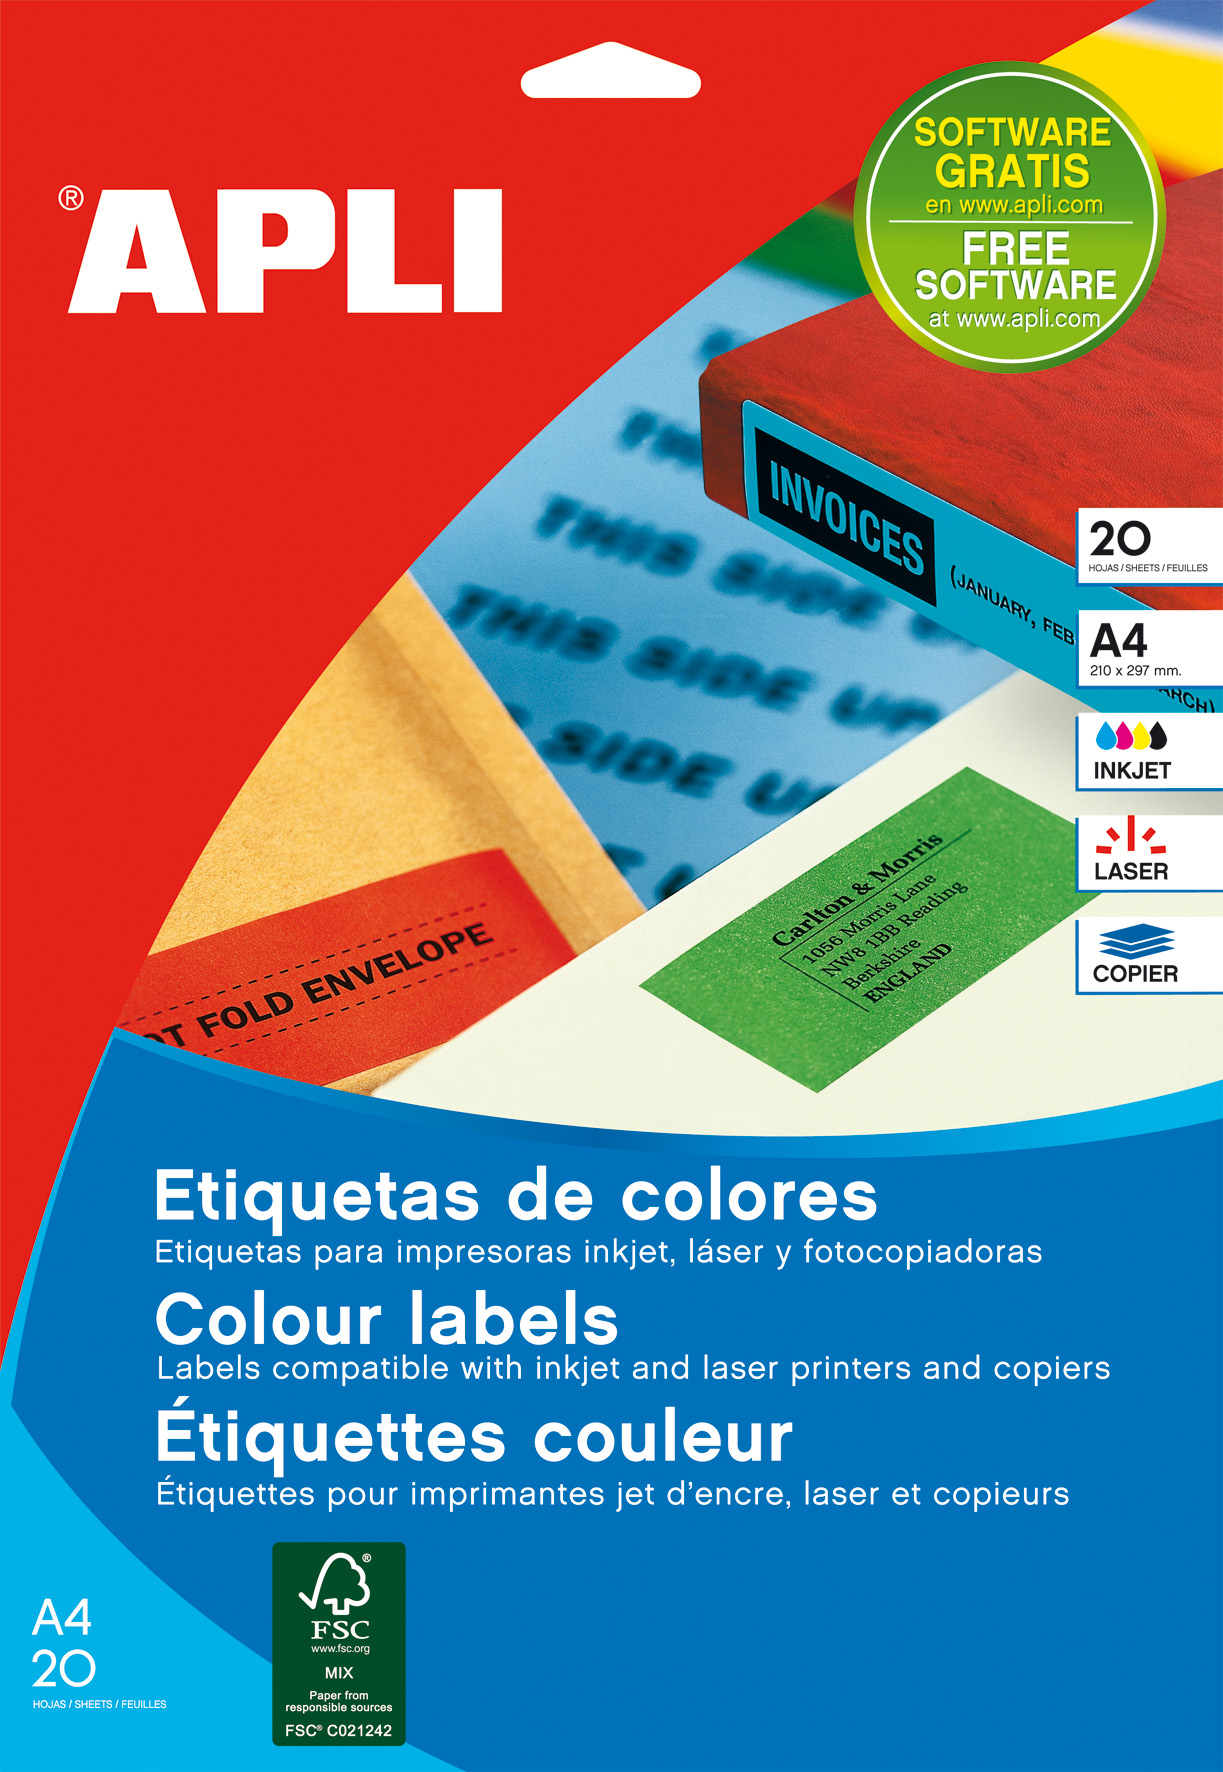 ® APLI
SOFTWARE
GRATIS
en www.apli.com
FREE
SOFTWARE
at www.apli.com
THIS SIDE
THIS SIDE UP
SIDE UP
INVOICES
(JANUARY, FEB
ARCH)
20
HOJAS / SHEETS / FEUILLES
A4
210 x 297 mm.
INKJET
LASER
COPIER
Carlton & Morris
1056 Morris Lane
NW8 1BB Reading
Berkshire
ENGLAND
OT FOLD ENVELOPE
Etiquetas de colores
Etiquetas para impresoras inkjet, láser y fotocopiadoras
Colour labels
Labels compatible with inkjet and laser printers and copiers
Étiquettes couleur
Étiquettes pour imprimantes jet d'encre, laser et copieurs
A4
20
HOJAS / SHEETS / FEUILLES
®
FSC
www.fsc.org
MIX
Paper from
responsible sources
FSC® C021242